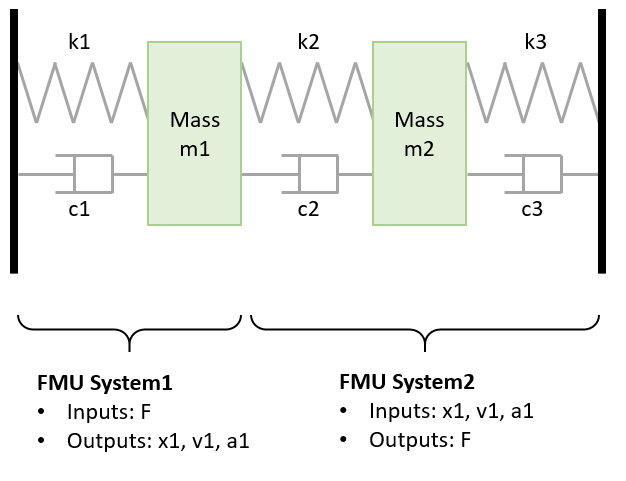 k1
k2
k3
Mass
m1
Mass
m2
c1
c2
c3
FMU System1
• Inputs: F
• Outputs: x1, v1, a1
FMU System2
• Inputs: x1, v1, a1
• Outputs: F